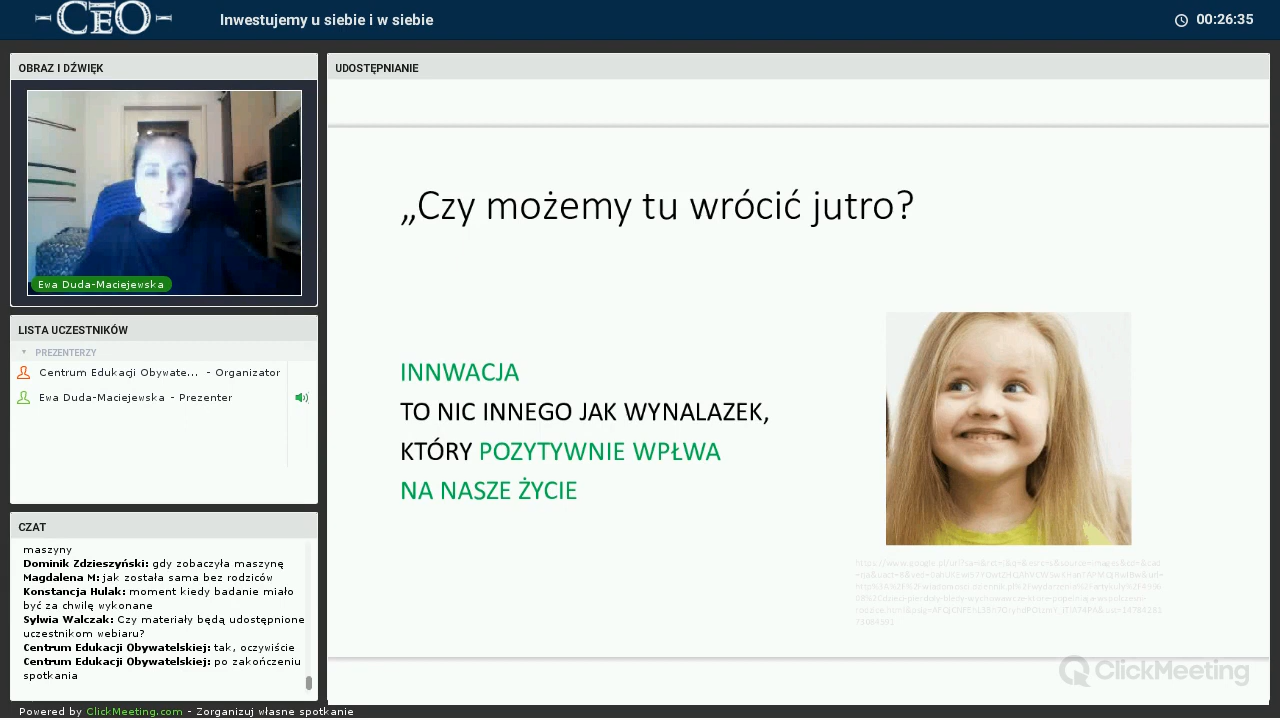 CEO
Inwestujemy u siebie i w siebie
00:26:35
OBRAZ I DŹWIĘK
Ewa Duda-Maciejewska
LISTA UCZESTNIKÓW
PREZENTERZY
Centrum Edukacji Obywate... - Organizator
Ewa Duda-Maciejewska - Prezenter
CZAT
maszyny
Dominik Zdzieszyński: gdy zobaczyła maszynę
Magdalena M: jak została sama bez rodziców
Konstancja Hulak: moment kiedy badanie miało
być za chwilę wykonane
Sylwia Walczak: Czy materiały będą udostępnione
uczestnikom webiaru?
Centrum Edukacji Obywatelskiej: tak, oczywiście
Centrum Edukacji Obywatelskiej: po zakończeniu
spotkania
UDOSTĘPNIANIE
„Czy możemy tu wrócić jutro?
INNWACJA
TO NIC INNEGO JAK WYNALAZEK,
KTÓRY POZYTYWNIE WPŁWA
NA NASZE ŻYCIE
ClickMeeting
Powered by ClickMeeting.com - Zorganizuj własne spotkanie